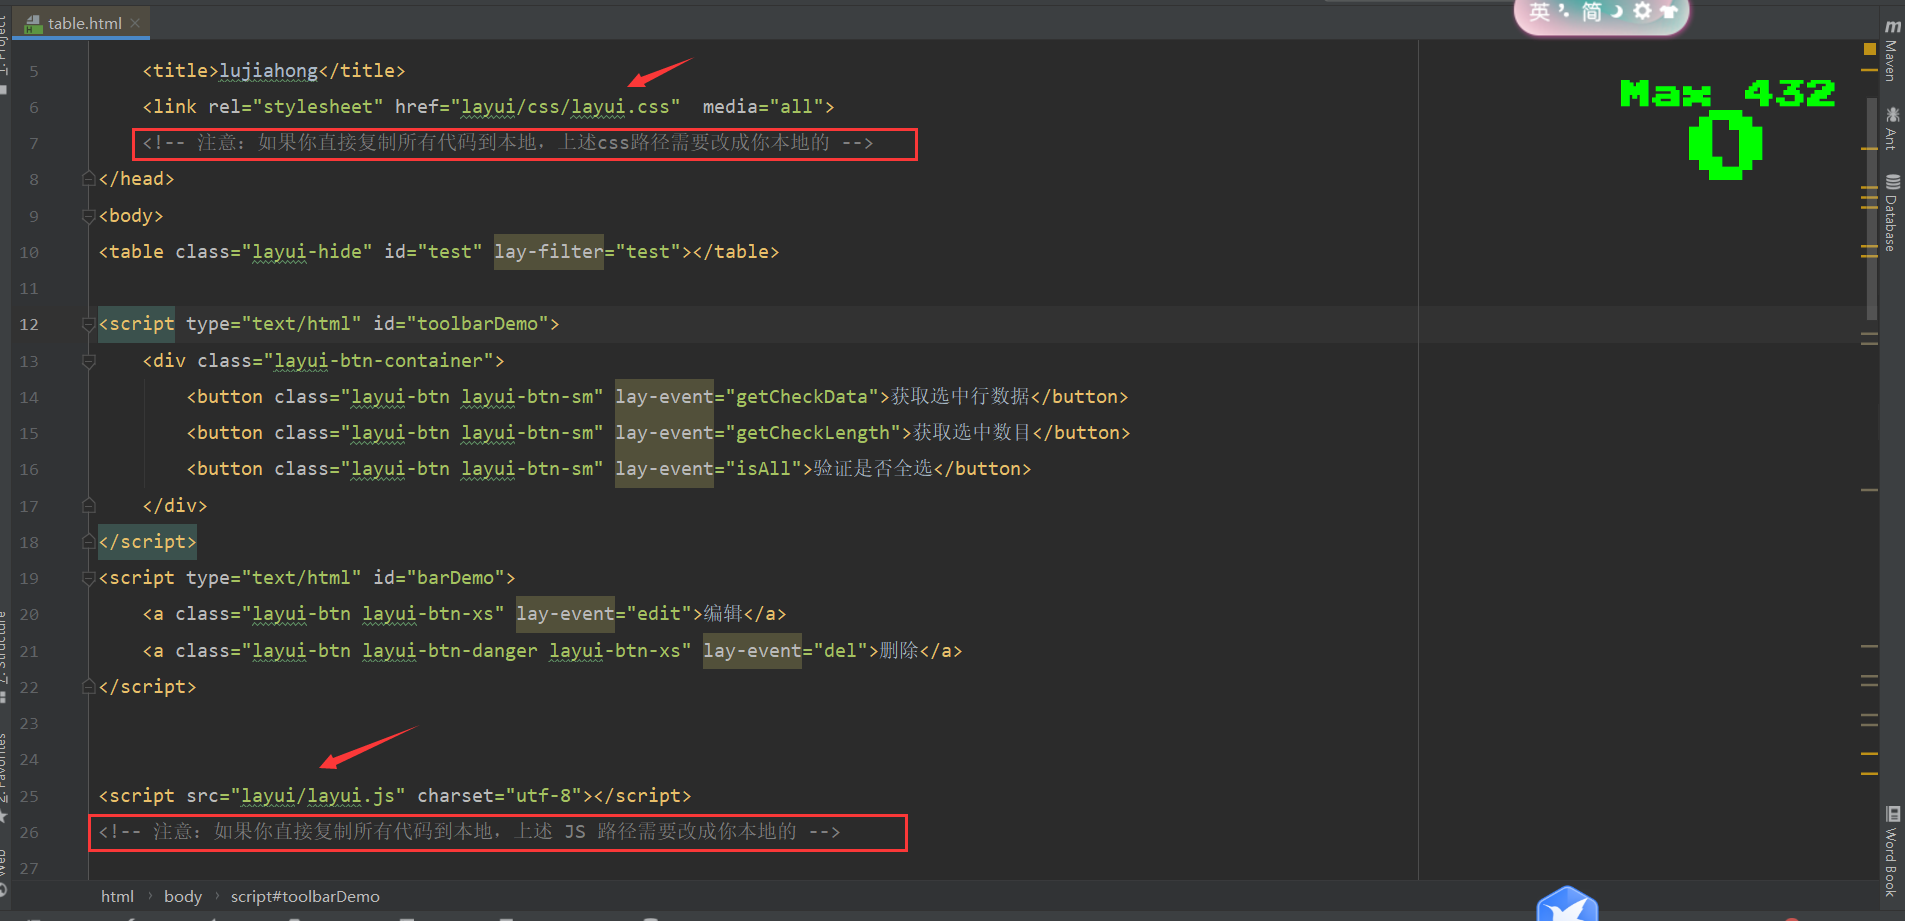 table.html
英 简
1: Project
Maven
Ant
Database
Max 432
0
5 <title>lujiahong</title>
6 <link rel="stylesheet" href="layui/css/layui.css"  media="all">
7 <!-- 注意：如果你直接复制所有代码到本地，上述css路径需要改成你本地的 -->
8 </head>
9 <body>
10 <table class="layui-hide" id="test" lay-filter="test"></table>
11
12 <script type="text/html" id="toolbarDemo">
13 <div class="layui-btn-container">
14 <button class="layui-btn layui-btn-sm" lay-event="getCheckData">获取选中行数据</button>
15 <button class="layui-btn layui-btn-sm" lay-event="getCheckLength">获取选中数目</button>
16 <button class="layui-btn layui-btn-sm" lay-event="isAll">验证是否全选</button>
17 </div>
18 </script>
19 <script type="text/html" id="barDemo">
20 <a class="layui-btn layui-btn-xs" lay-event="edit">编辑</a>
21 <a class="layui-btn layui-btn-danger layui-btn-xs" lay-event="del">删除</a>
22 </script>
23
24
25 <script src="layui/layui.js" charset="utf-8"></script>
26 <!-- 注意：如果你直接复制所有代码到本地，上述 JS 路径需要改成你本地的 -->
27
7: Structure
2: Favorites
Web
Word Book
html › body › script#toolbarDemo